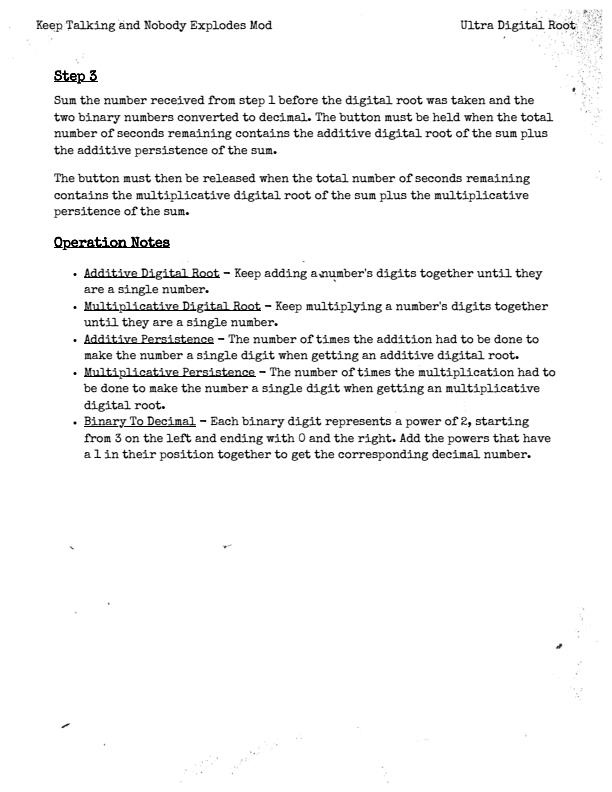 Keep Talking and Nobody Explodes Mod
Ultra Digital Root
Step 3
Sum the number received from step 1 before the digital root was taken and the
two binary numbers converted to decimal. The button must be held when the total
number of seconds remaining contains the additive digital root of the sum plus
the additive persistence of the sum.
The button must then be released when the total number of seconds remaining
contains the multiplicative digital root of the sum plus the multiplicative
persitence of the sum.
Operation Notes
• Additive Digital Root – Keep adding a number's digits together until they
are a single number.
• Multiplicative Digital Root – Keep multiplying a number's digits together
until they are a single number.
• Additive Persistence – The number of times the addition had to be done to
make the number a single digit when getting an additive digital root.
• Multiplicative Persistence – The number of times the multiplication had to
be done to make the number a single digit when getting an multiplicative
digital root.
• Binary To Decimal – Each binary digit represents a power of 2, starting
from 3 on the left and ending with 0 and the right. Add the powers that have
a 1 in their position together to get the corresponding decimal number.